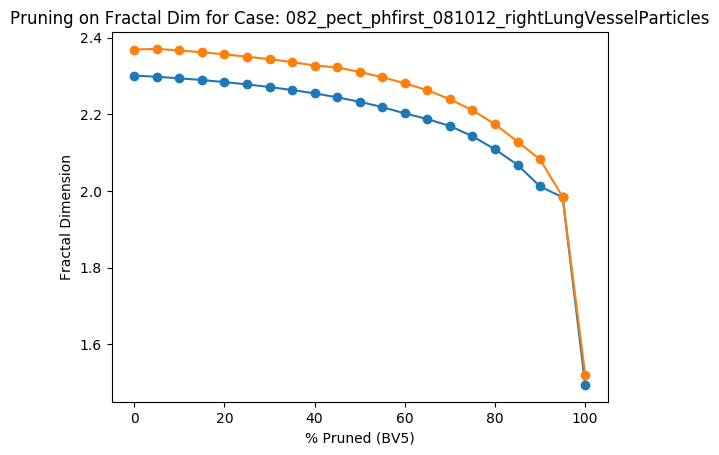 Pruning on Fractal Dim for Case: 082_pect_phfirst_081012_rightLungVesselParticles
2.4
2.2
2.0
1.8
1.6
Fractal Dimension
0 20 40 60 80 100
% Pruned (BV5)